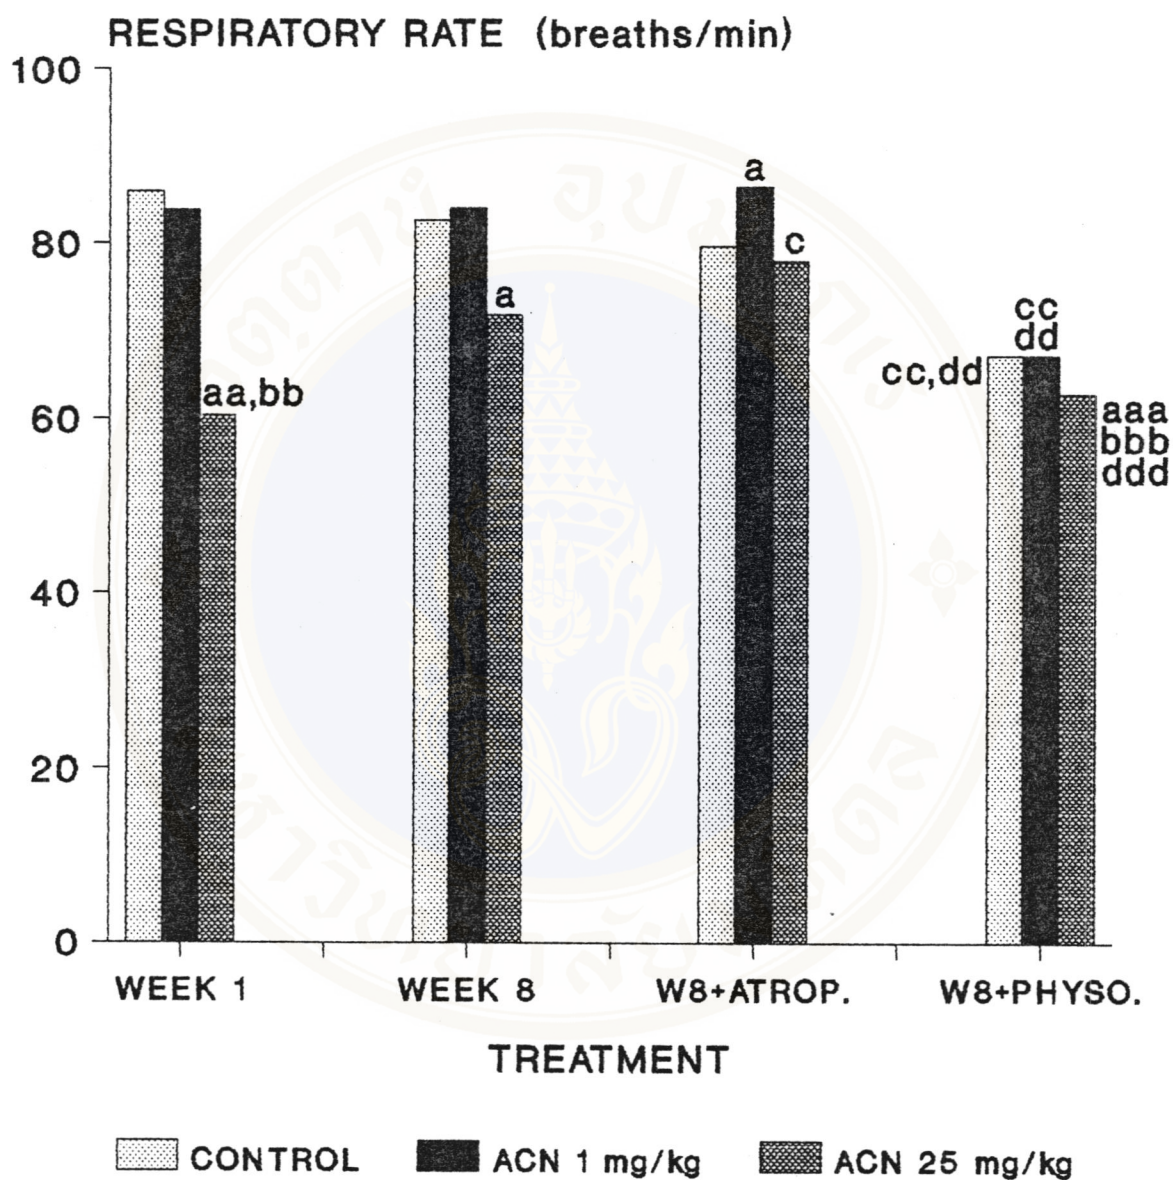 RESPIRATORY RATE (breaths/min)
100
80
60
40
20
0
aa,bb
a
a
c
cc,dd
cc
dd
aaa
bbb
ddd
WEEK 1
WEEK 8
W8+ATROP.
W8+PHYSO.
TREATMENT
CONTROL
ACN 1 mg/kg
ACN 25 mg/kg